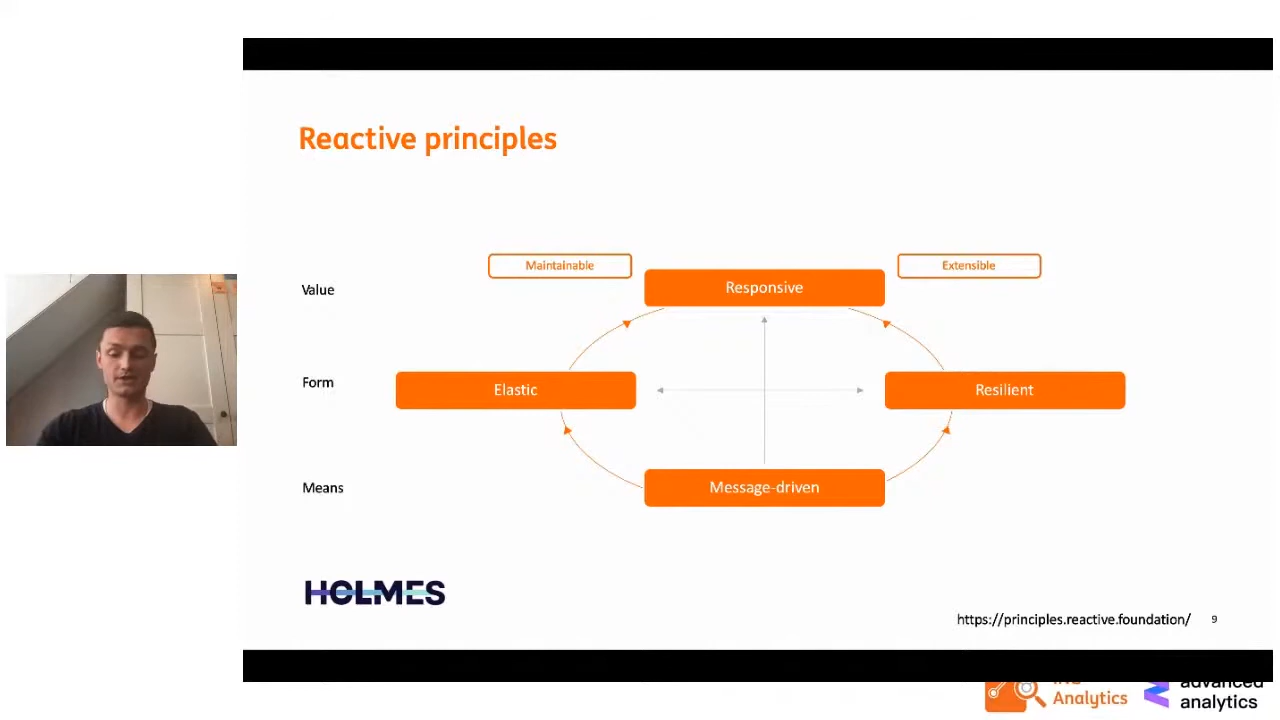 Reactive principles
Maintainable
Extensible
Value
Responsive
Form
Elastic
Resilient
Means
Message-driven
HOLMES
https://principles.reactive.foundation/
9
ING
Analytics
advanced
analytics